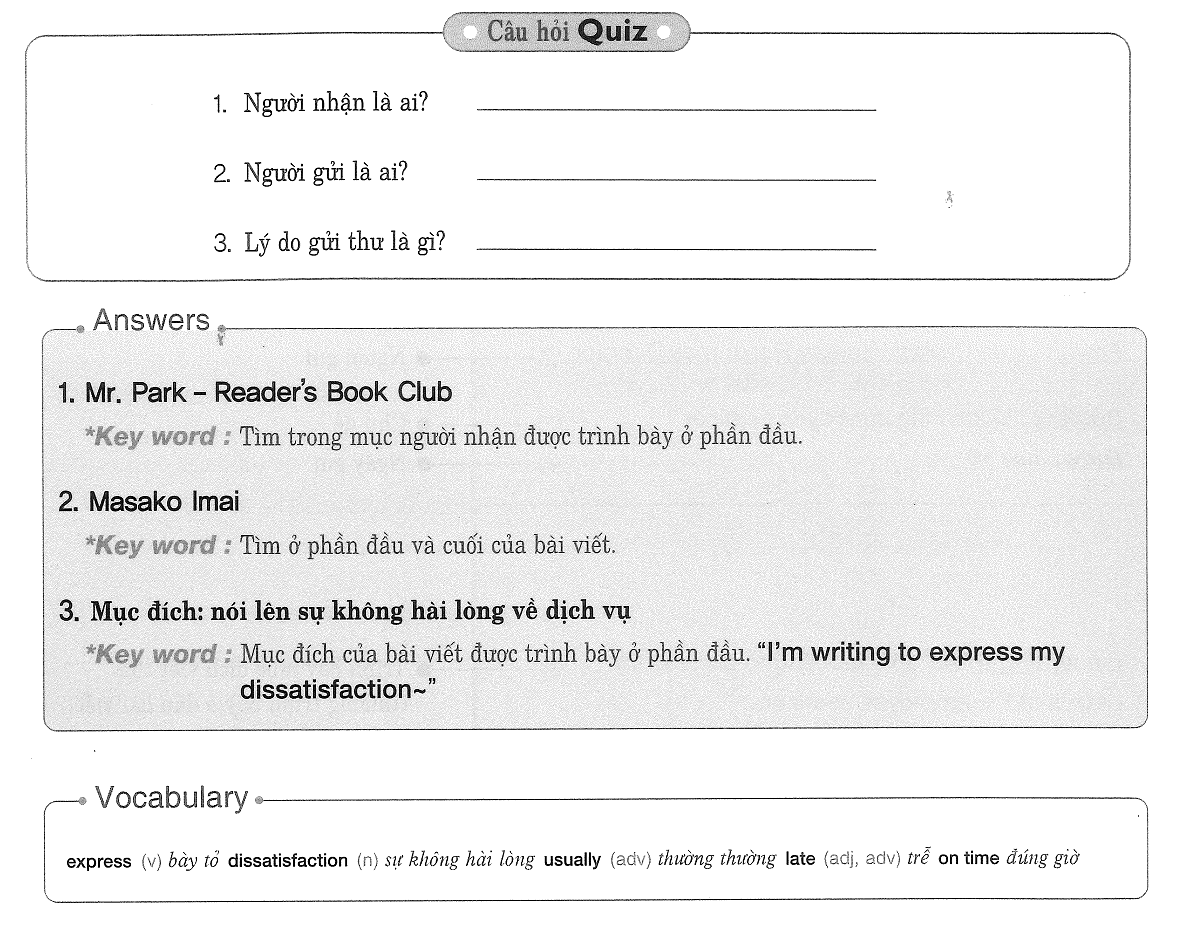 Câu hỏi Quiz
1. Người nhận là ai?
2. Người gửi là ai?
3. Lý do gửi thư là gì?
Answers
1. Mr. Park – Reader's Book Club
*Key word : Tìm trong mục người nhận được trình bày ở phần đầu.
2. Masako Imai
*Key word : Tìm ở phần đầu và cuối của bài viết.
3. Mục đích: nói lên sự không hài lòng về dịch vụ
*Key word : Mục đích của bài viết được trình bày ở phần đầu. “I’m writing to express my
dissatisfaction~”
Vocabulary
express (v) bày tỏ dissatisfaction (n) sự không hài lòng usually (adv) thường thường late (adj, adv) trễ on time đúng giờ